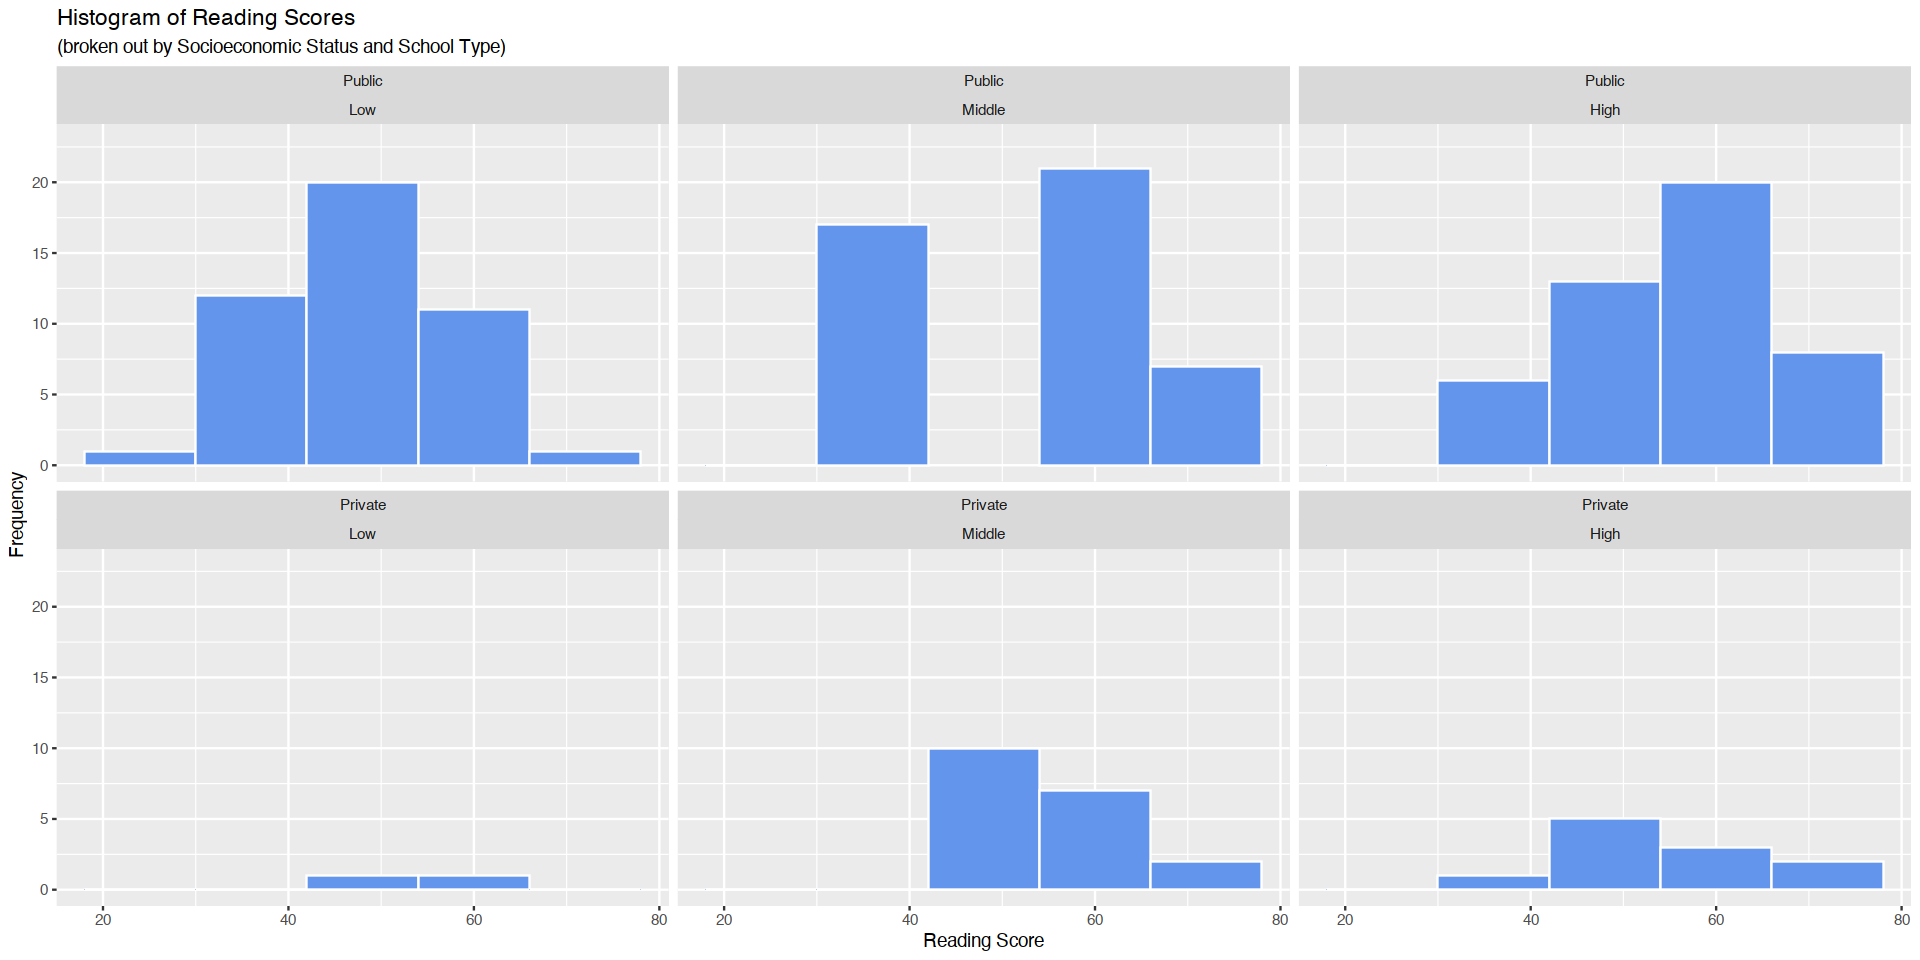 Histogram of Reading Scores
(broken out by Socioeconomic Status and School Type)
Public
Low
Public
Middle
Public
High
20
15
10
5
0
Frequency
Private
Low
Private
Middle
Private
High
20
15
10
5
0
20 40 60 80
20 40 60 80
20 40 60 80
Reading Score